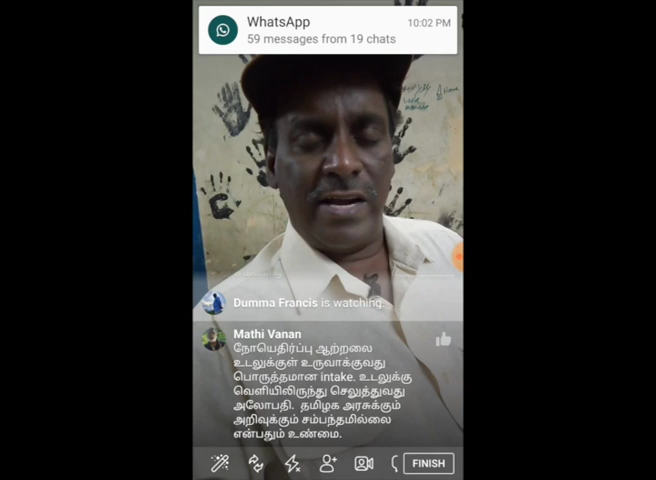 WhatsApp
10:02 PM
59 messages from 19 chats
Dumma Francis is watching.
Mathi Vanan
நோயெதிர்ப்பு ஆற்றலை
உடலுக்குள் உருவாக்குவது
பொருத்தமான intake. உடலுக்கு
வெளியிலிருந்து செலுத்துவது
அலோபதி. தமிழக அரசுக்கும்
அறிவுக்கும் சம்பந்தமில்லை
என்பதும் உண்மை.
FINISH